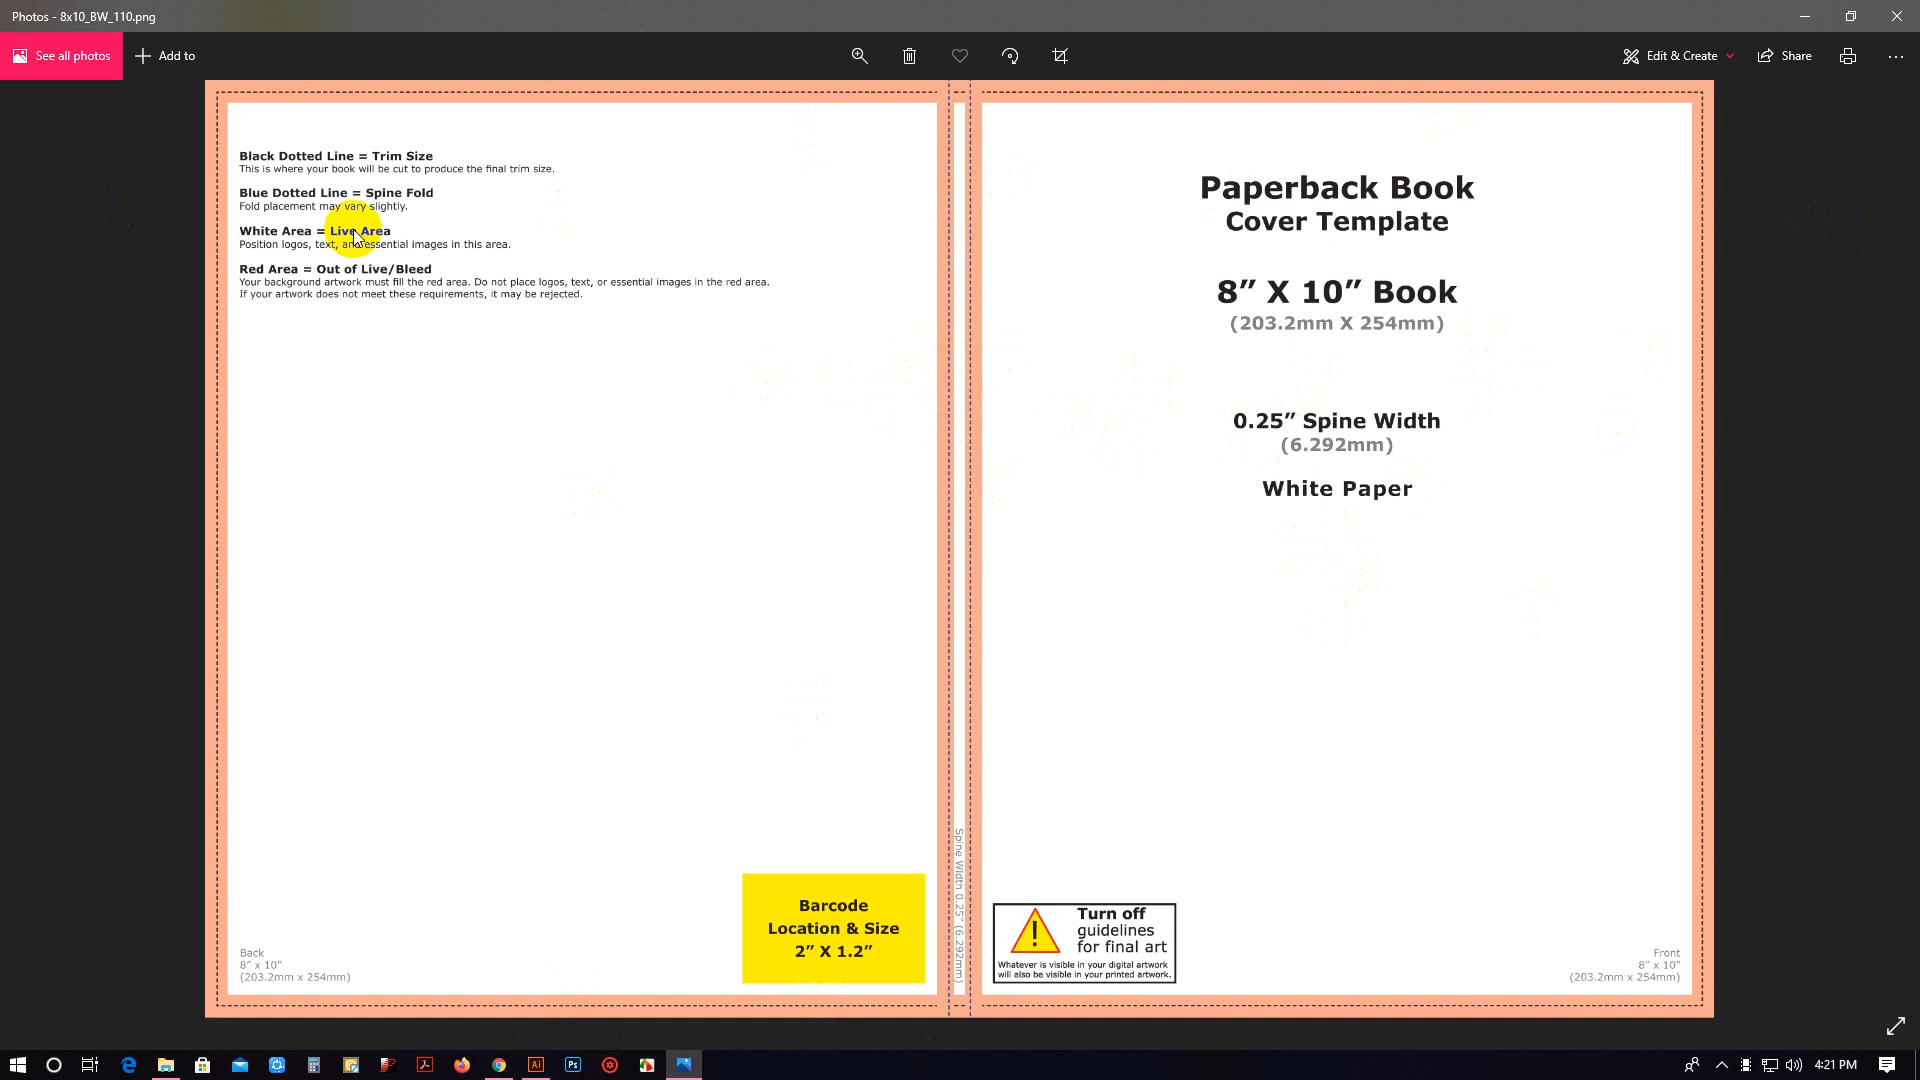 Photos - 8x10_BW_110.png
See all photos
Add to
Edit & Create
Share
Black Dotted Line = Trim Size
This is where your book will be cut to produce the final trim size.
Blue Dotted Line = Spine Fold
Fold placement may vary slightly.
White Area = Live Area
Position logos, text, and essential images in this area.
Red Area = Out of Live/Bleed
Your background artwork must fill the red area. Do not place logos, text, or essential images in the red area.
If your artwork does not meet these requirements, it may be rejected.
Barcode
Location & Size
2” X 1.2”
Back
8” x 10”
(203.2mm x 254mm)
Spine Width 0.25” (6.292mm)
Paperback Book
Cover Template
8” X 10” Book
(203.2mm X 254mm)
0.25” Spine Width
(6.292mm)
White Paper
!
Turn off
guidelines
for final art
Whatever is visible in your digital artwork
will also be visible in your printed artwork.
Front
8” x 10”
(203.2mm x 254mm)
Ai
Ps
4:21 PM